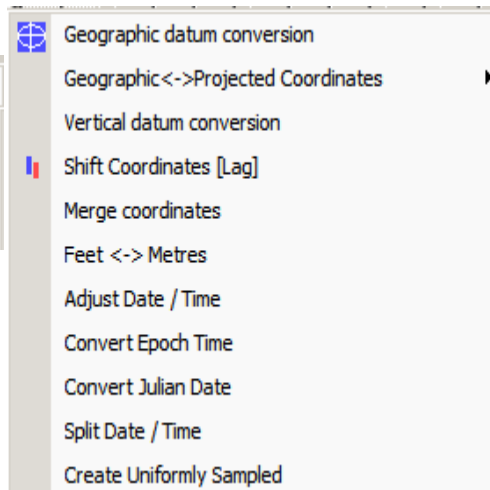 Geographic datum conversion
Geographic<->Projected Coordinates
Vertical datum conversion
Shift Coordinates [Lag]
Merge coordinates
Feet <-> Metres
Adjust Date / Time
Convert Epoch Time
Convert Julian Date
Split Date / Time
Create Uniformly Sampled